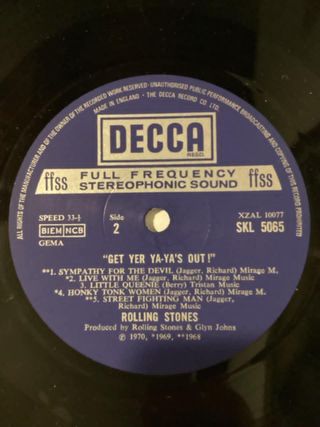 ALL RIGHTS OF THE MANUFACTURER AND OF THE OWNER OF THE RECORDED WORK RESERVED · UNAUTHORISED PUBLIC PERFORMANCE BROADCASTING AND COPYING OF THIS RECORD PROHIBITED
MADE IN ENGLAND · THE DECCA RECORD CO. LTD.
DECCA
REGD.
ffss FULL FREQUENCY ffss
STEREOPHONIC SOUND
SPEED 33⅓ Side XZAL 10077
BIEM NCB 2 SKL 5065
GEMA
"GET YER YA-YA'S OUT!"
**1. SYMPATHY FOR THE DEVIL (Jagger, Richard) Mirage M.
*2. LIVE WITH ME (Jagger, Richard) Mirage Music
3. LITTLE QUEENIE (Berry) Tristan Music
*4. HONKY TONK WOMEN (Jagger, Richard) Mirage M,
**5. STREET FIGHTING MAN (Jagger,
Richard) Mirage Music
ROLLING STONES
Produced by Rolling Stones & Glyn Johns
℗ 1970, *1969, **1968